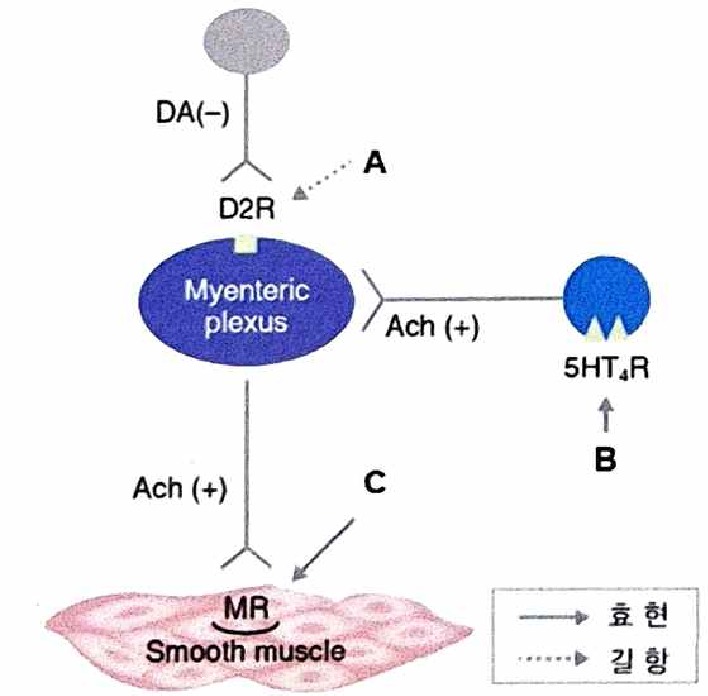 DA(−)
A
D2R
Myenteric
plexus
Ach (+)
5HT₄R
B
Ach (+)
C
MR
Smooth muscle
효현
길항